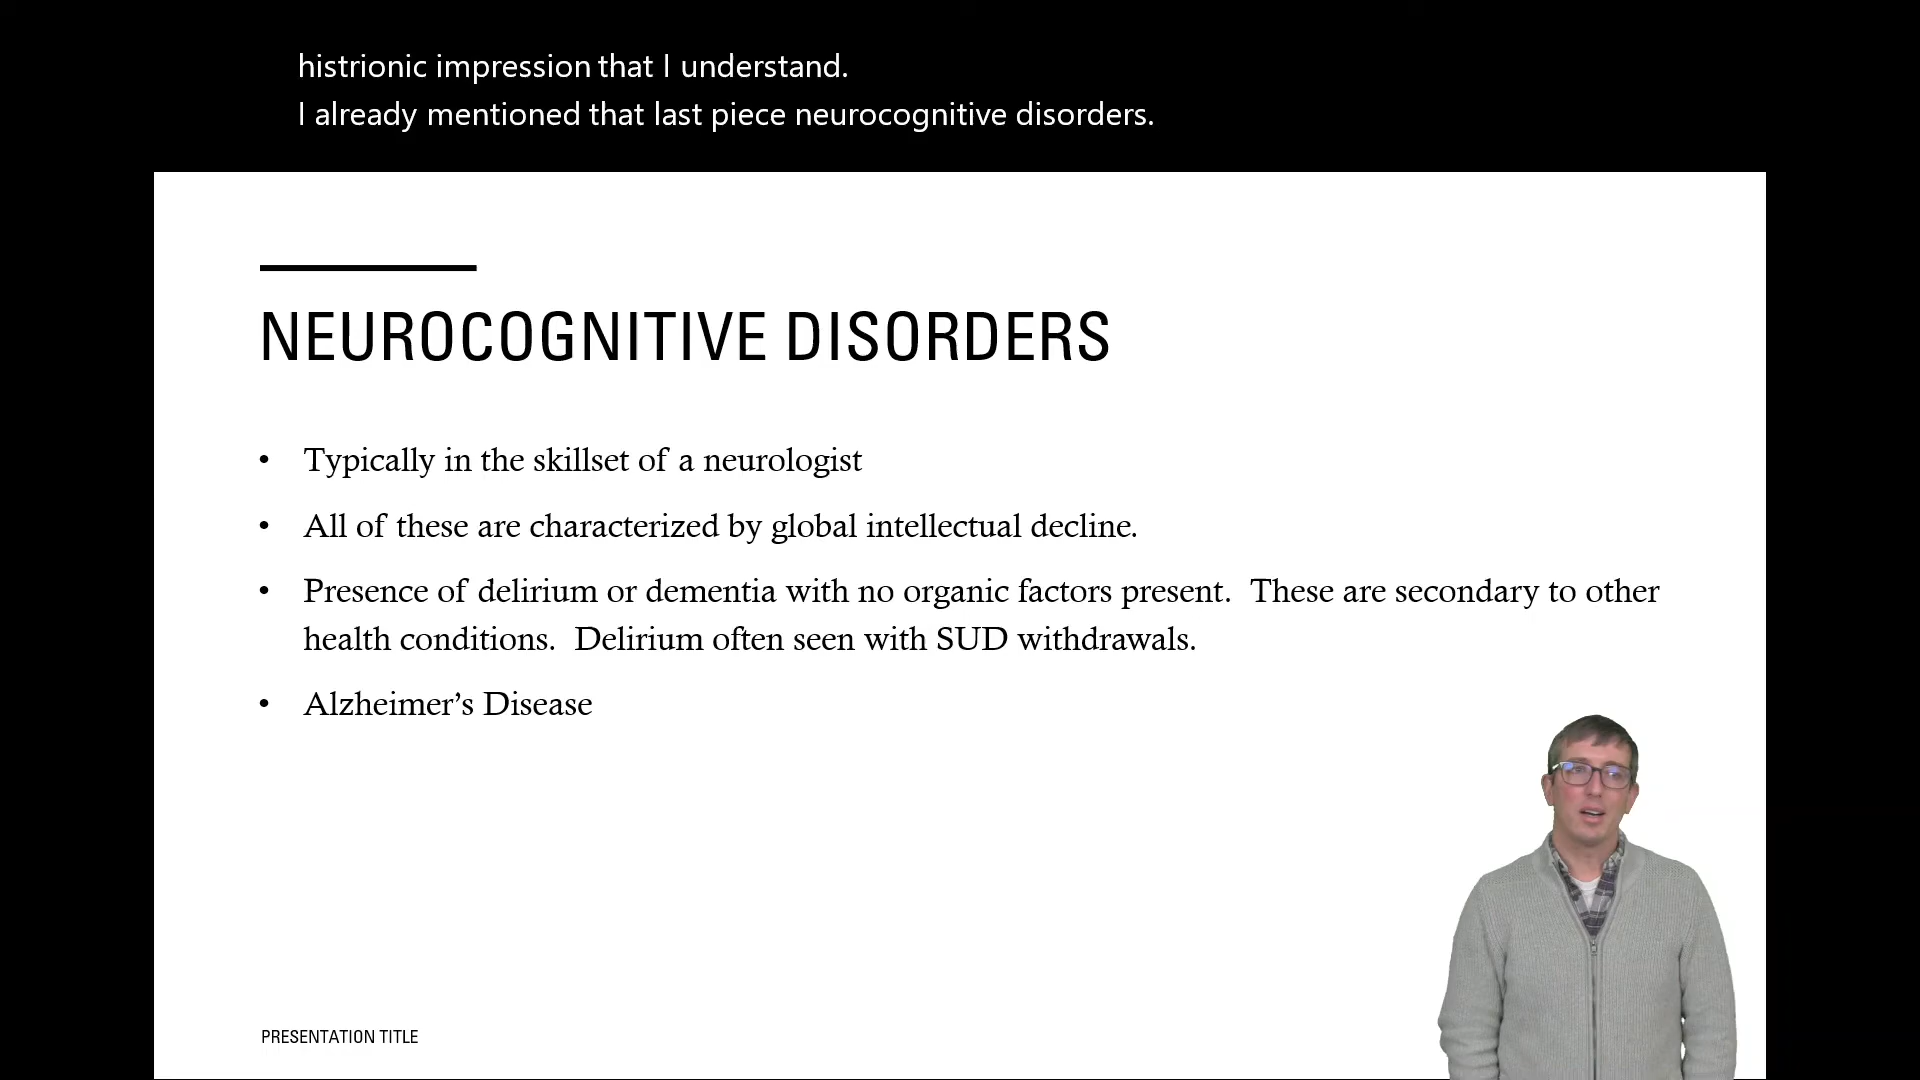 histrionic impression that I understand.
I already mentioned that last piece neurocognitive disorders.
NEUROCOGNITIVE DISORDERS
• Typically in the skillset of a neurologist
• All of these are characterized by global intellectual decline.
• Presence of delirium or dementia with no organic factors present.  These are secondary to other
health conditions.  Delirium often seen with SUD withdrawals.
• Alzheimer’s Disease
PRESENTATION TITLE